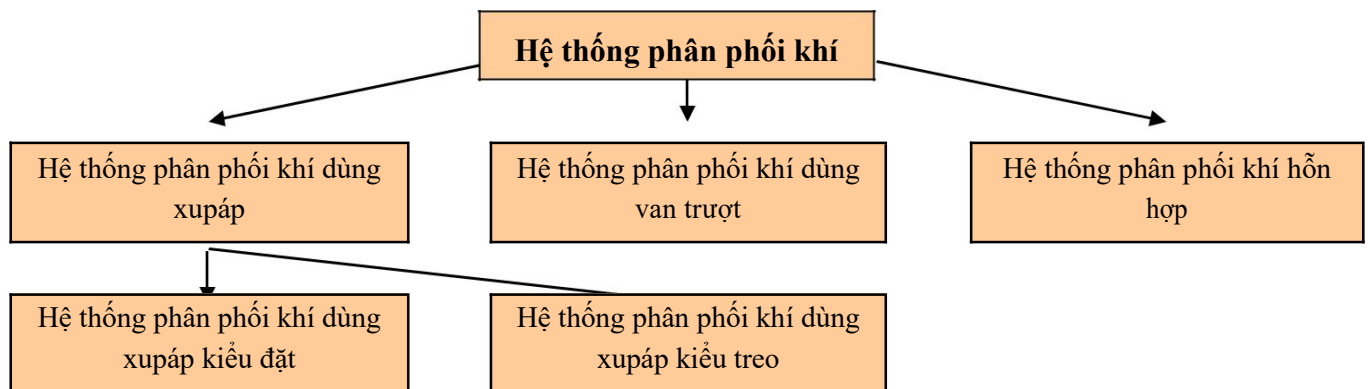 Hệ thống phân phối khí
Hệ thống phân phối khí dùng
xupáp
Hệ thống phân phối khí dùng
van trượt
Hệ thống phân phối khí hỗn
hợp
Hệ thống phân phối khí dùng
xupáp kiểu đặt
Hệ thống phân phối khí dùng
xupáp kiểu treo